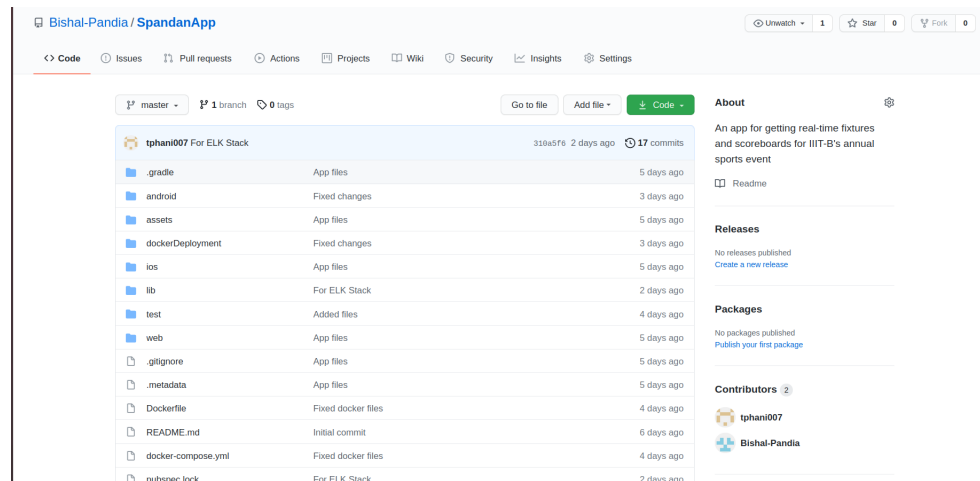 Bishal-Pandia / SpandanApp
Unwatch 1 Star 0 Fork 0
Code Issues Pull requests Actions Projects Wiki Security Insights Settings
master 1 branch 0 tags Go to file Add file Code
tphani007 For ELK Stack 310a5f6 2 days ago 17 commits
.gradle App files 5 days ago
android Fixed changes 3 days ago
assets App files 5 days ago
dockerDeployment Fixed changes 3 days ago
ios App files 5 days ago
lib For ELK Stack 2 days ago
test Added files 4 days ago
web App files 5 days ago
.gitignore App files 5 days ago
.metadata App files 5 days ago
Dockerfile Fixed docker files 4 days ago
README.md Initial commit 6 days ago
docker-compose.yml Fixed docker files 4 days ago
pubspec.lock For ELK Stack 2 days ago
About
An app for getting real-time fixtures
and scoreboards for IIIT-B's annual
sports event
Readme
Releases
No releases published
Create a new release
Packages
No packages published
Publish your first package
Contributors 2
tphani007
Bishal-Pandia